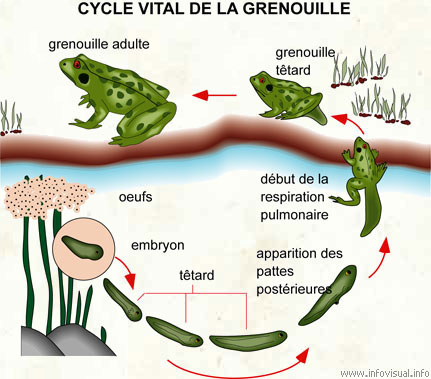 CYCLE VITAL DE LA GRENOUILLE
grenouille adulte
grenouille
têtard
oeufs
début de la
respiration
pulmonaire
embryon
têtard
apparition des
pattes
postérieures
www.infovisual.info